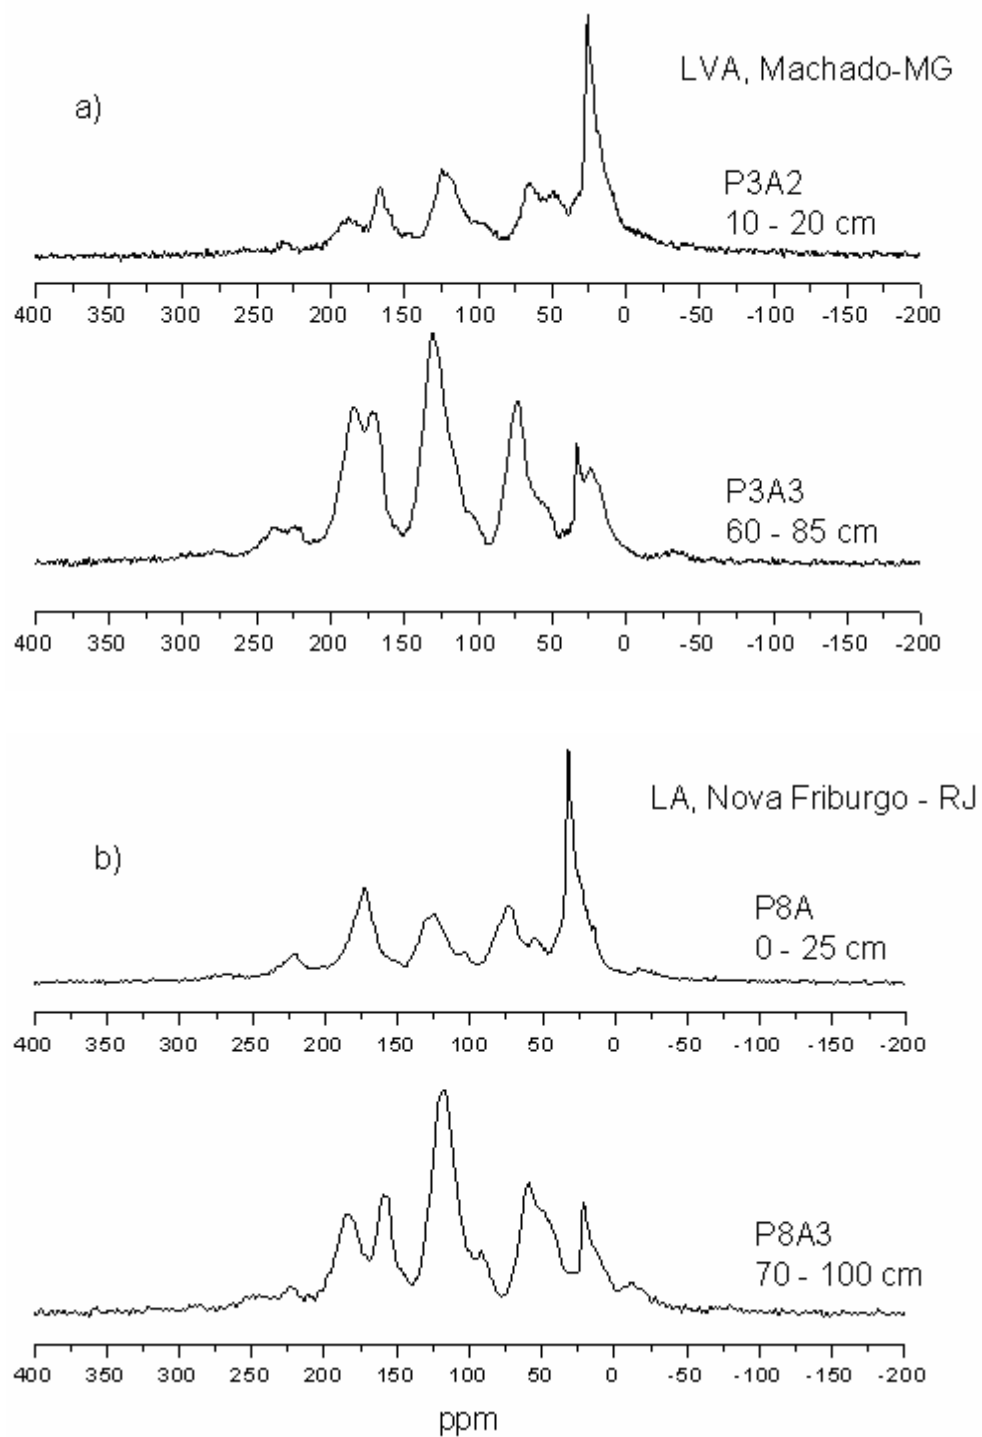 a)
LVA, Machado-MG
P3A2
10 - 20 cm
400 350 300 250 200 150 100 50 0 -50 -100 -150 -200
P3A3
60 - 85 cm
400 350 300 250 200 150 100 50 0 -50 -100 -150 -200
b)
LA, Nova Friburgo - RJ
P8A
0 - 25 cm
400 350 300 250 200 150 100 50 0 -50 -100 -150 -200
P8A3
70 - 100 cm
400 350 300 250 200 150 100 50 0 -50 -100 -150 -200
ppm